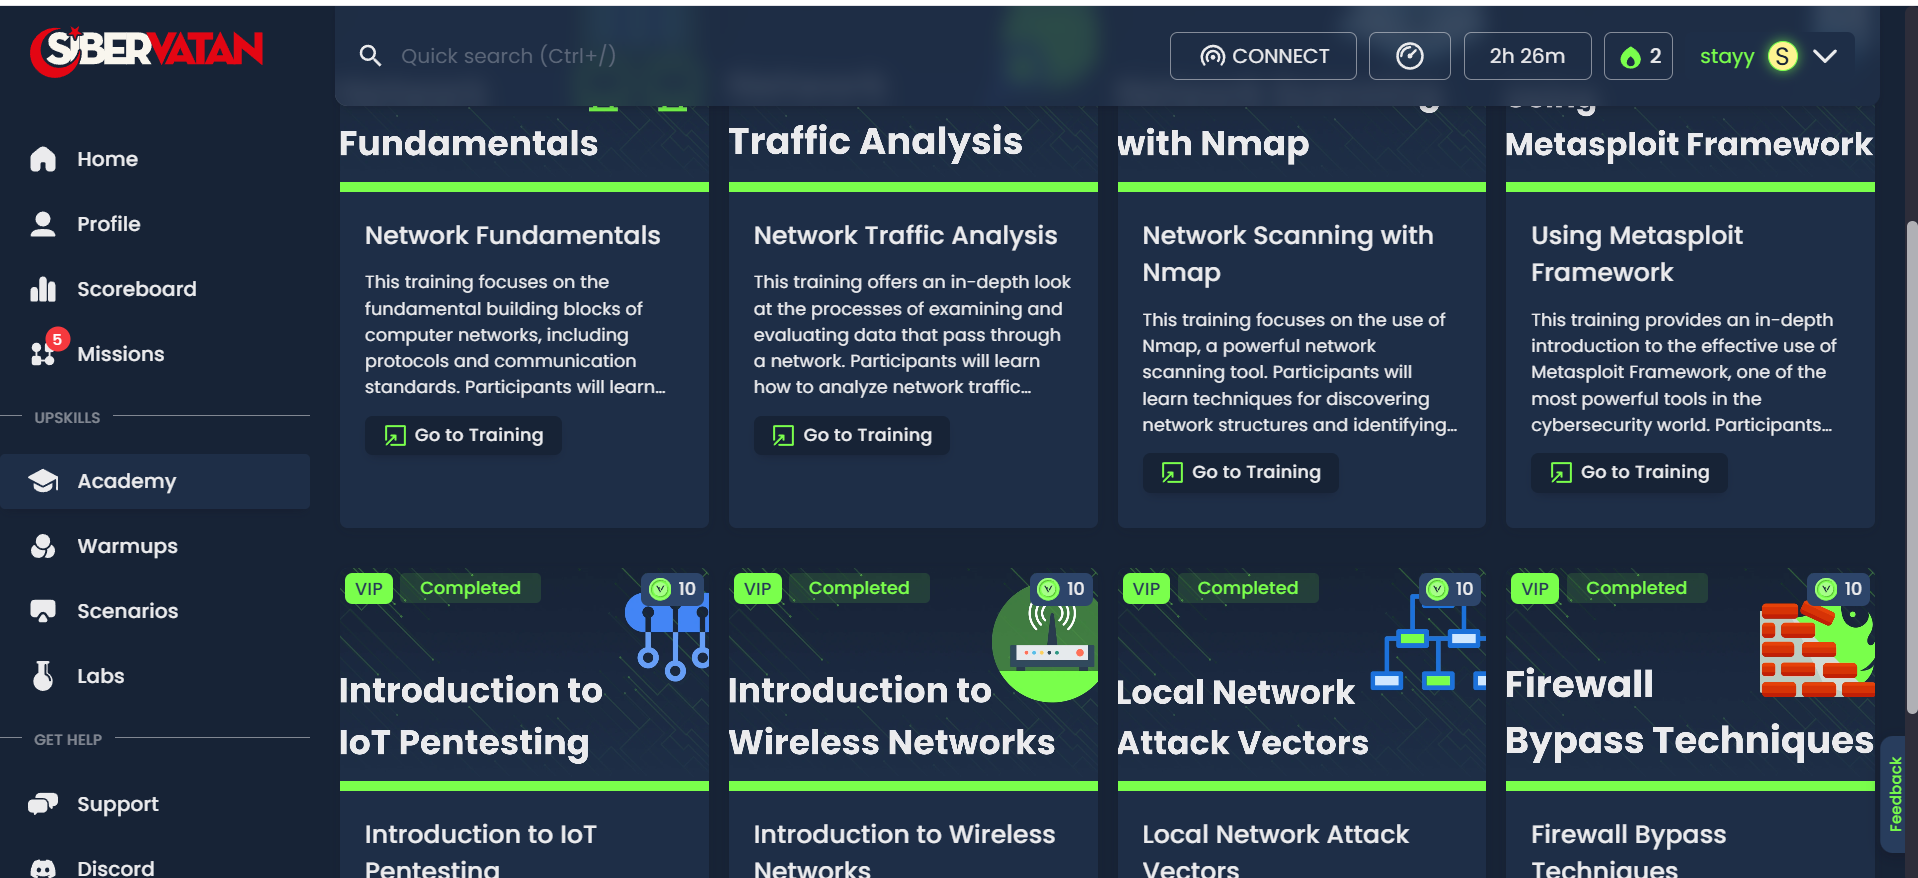 SİBERVATAN
Quick search (Ctrl+/)
CONNECT
2h 26m
2
stayy
S
Home
Profile
Scoreboard
5
Missions
UPSKILLS
Academy
Warmups
Scenarios
Labs
GET HELP
Support
Discord
Fundamentals
Network Fundamentals
This training focuses on the
fundamental building blocks of
computer networks, including
protocols and communication
standards. Participants will learn...
Go to Training
Traffic Analysis
Network Traffic Analysis
This training offers an in-depth look
at the processes of examining and
evaluating data that pass through
a network. Participants will learn
how to analyze network traffic...
Go to Training
with Nmap
Network Scanning with
Nmap
This training focuses on the use of
Nmap, a powerful network
scanning tool. Participants will
learn techniques for discovering
network structures and identifying...
Go to Training
Using
Metasploit Framework
Using Metasploit
Framework
This training provides an in-depth
introduction to the effective use of
Metasploit Framework, one of the
most powerful tools in the
cybersecurity world. Participants...
Go to Training
VIP
Completed
10
Introduction to
IoT Pentesting
Introduction to IoT
Pentesting
VIP
Completed
10
Introduction to
Wireless Networks
Introduction to Wireless
Networks
VIP
Completed
10
Local Network
Attack Vectors
Local Network Attack
Vectors
VIP
Completed
10
Firewall
Bypass Techniques
Firewall Bypass
Techniques
Feedback